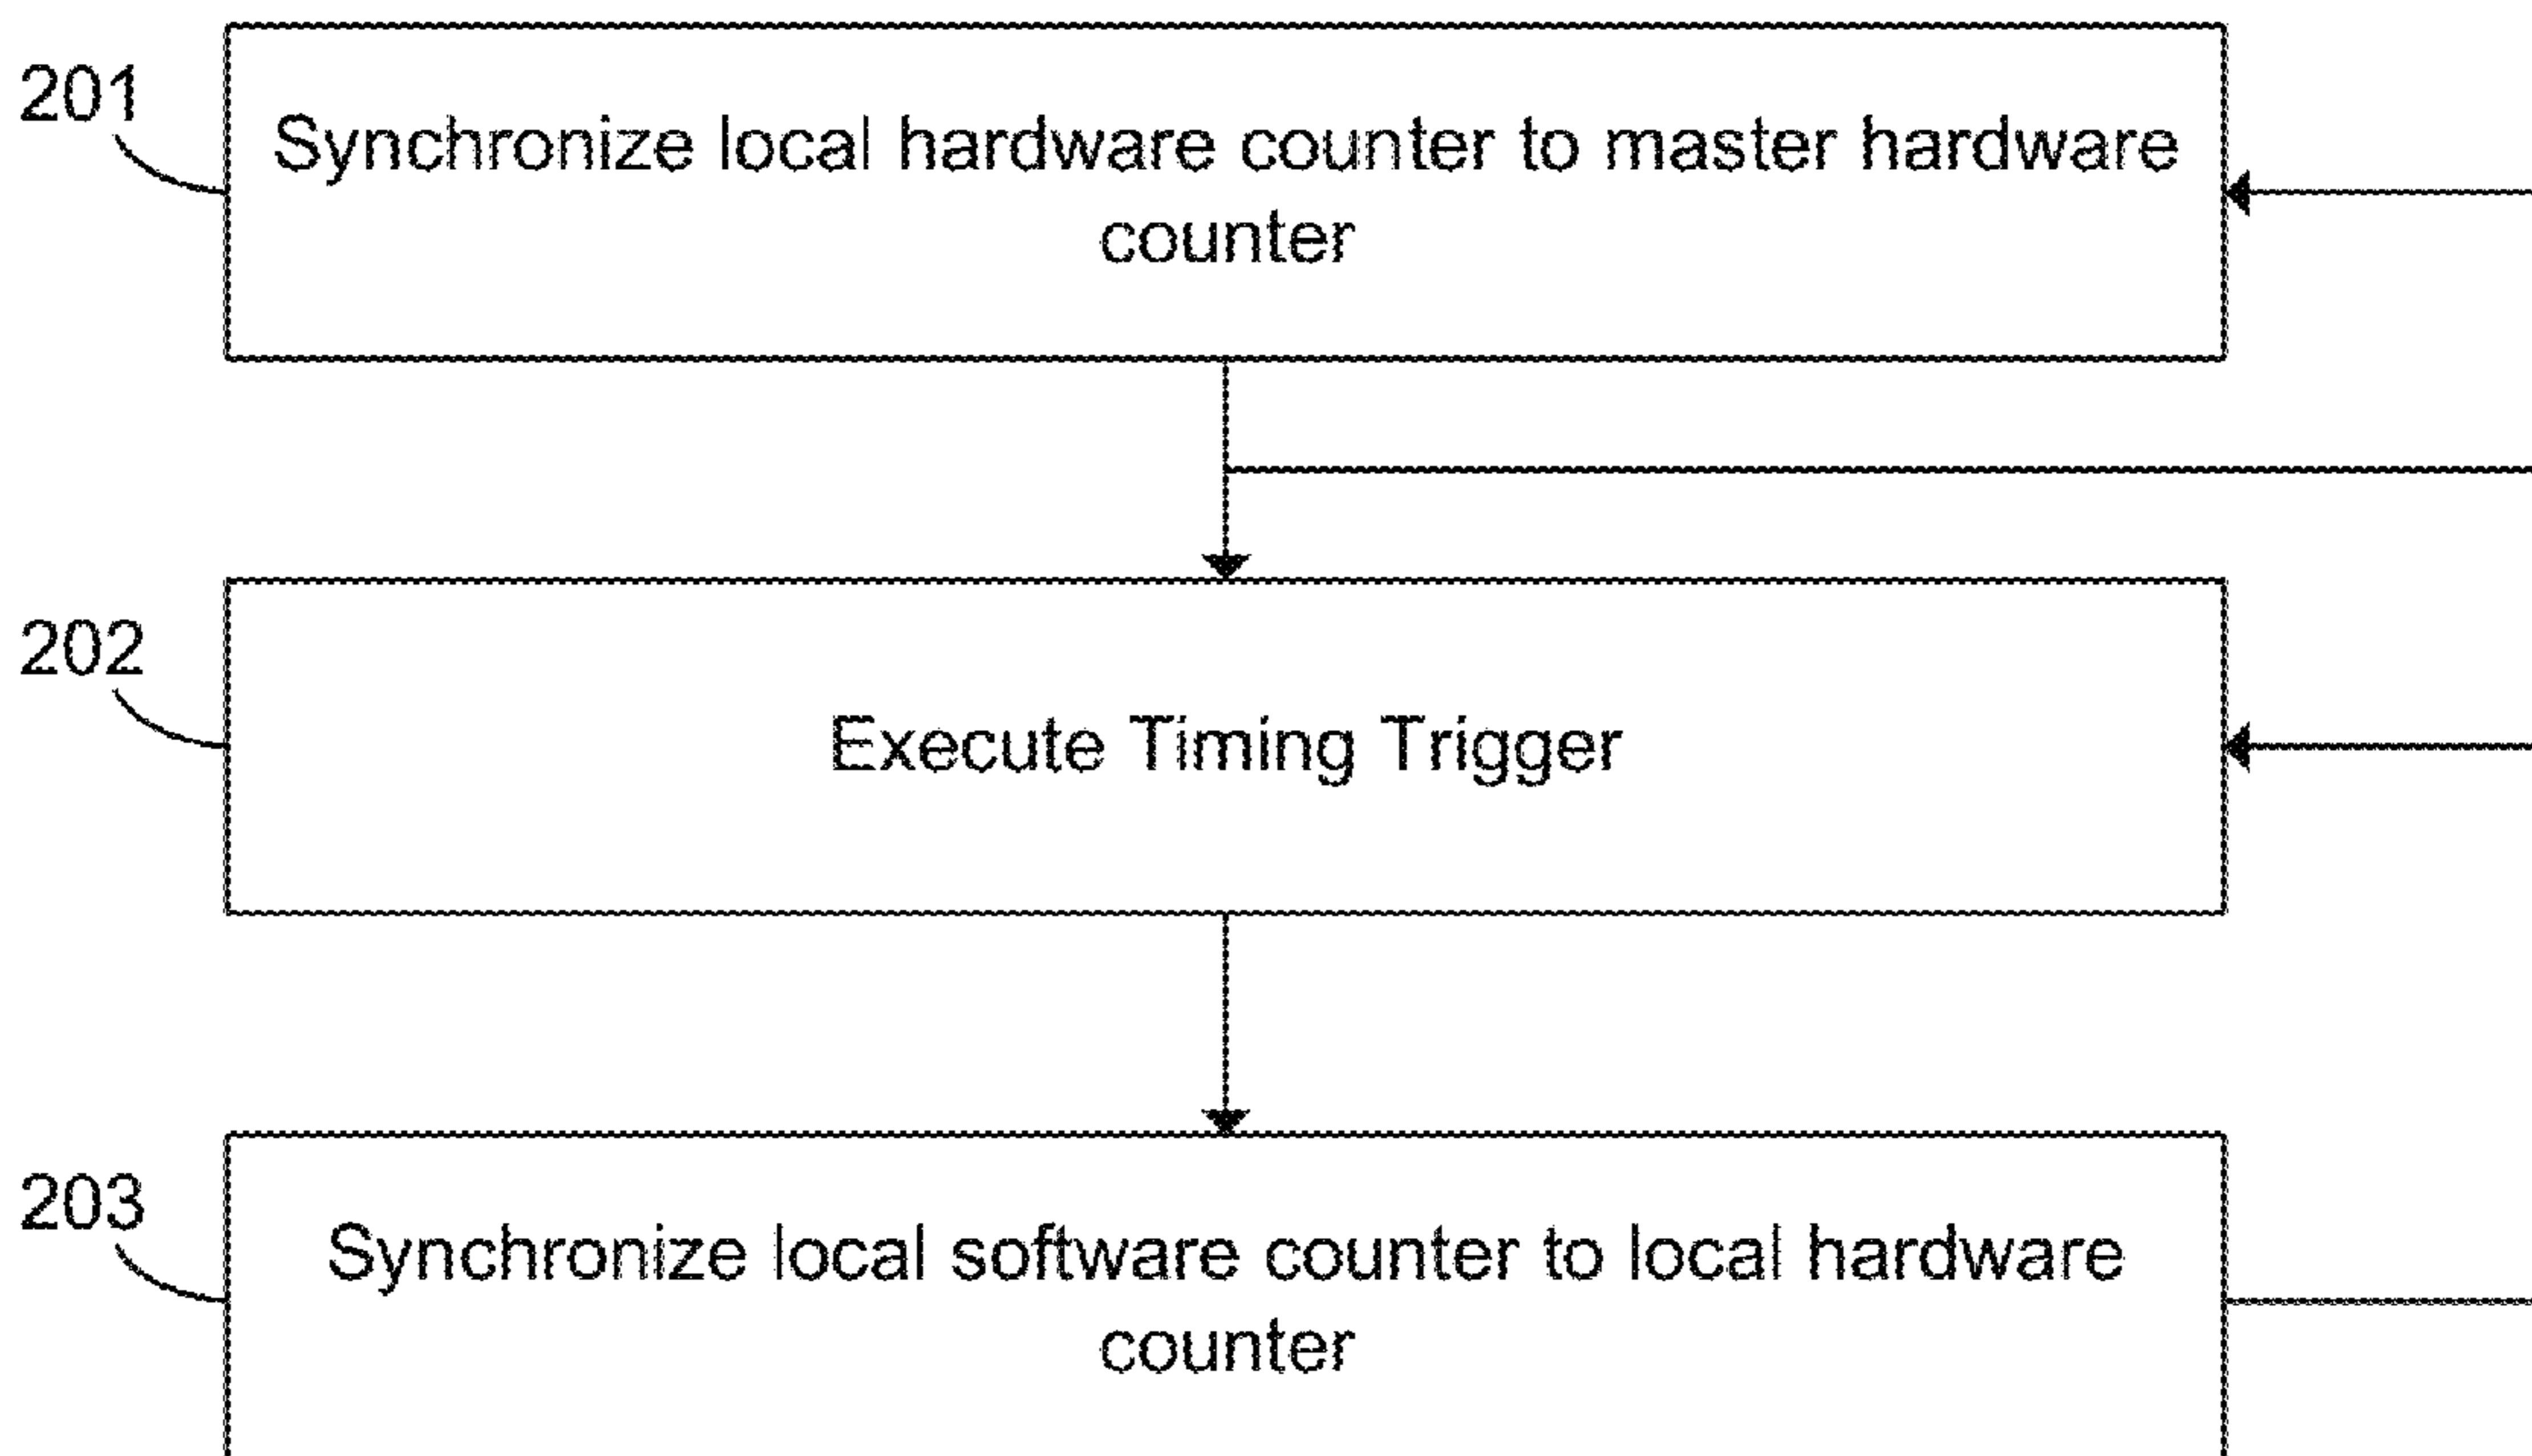 201
Synchronize local hardware counter to master hardware
counter
202
Execute Timing Trigger
203
Synchronize local software counter to local hardware
counter